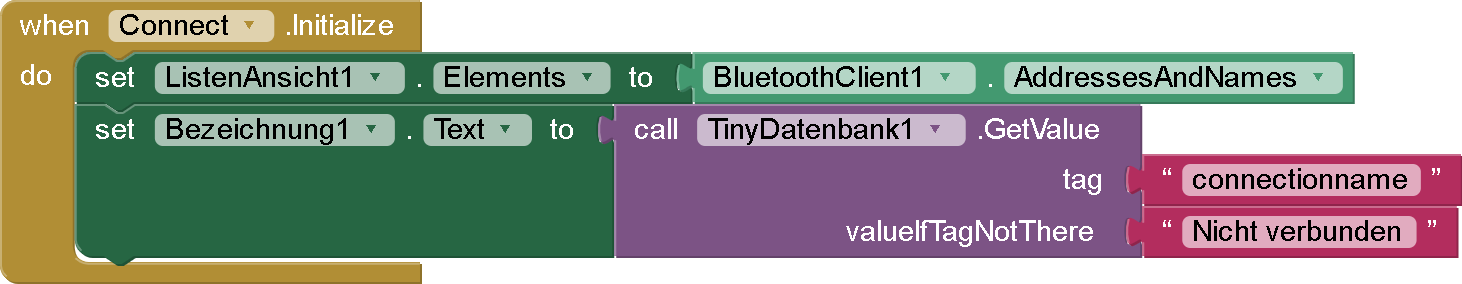 when Connect .Initialize
do set ListenAnsicht1 . Elements to BluetoothClient1 . AddressesAndNames
set Bezeichnung1 . Text to call TinyDatenbank1 .GetValue
tag “ connectionname ”
valueIfTagNotThere “ Nicht verbunden ”